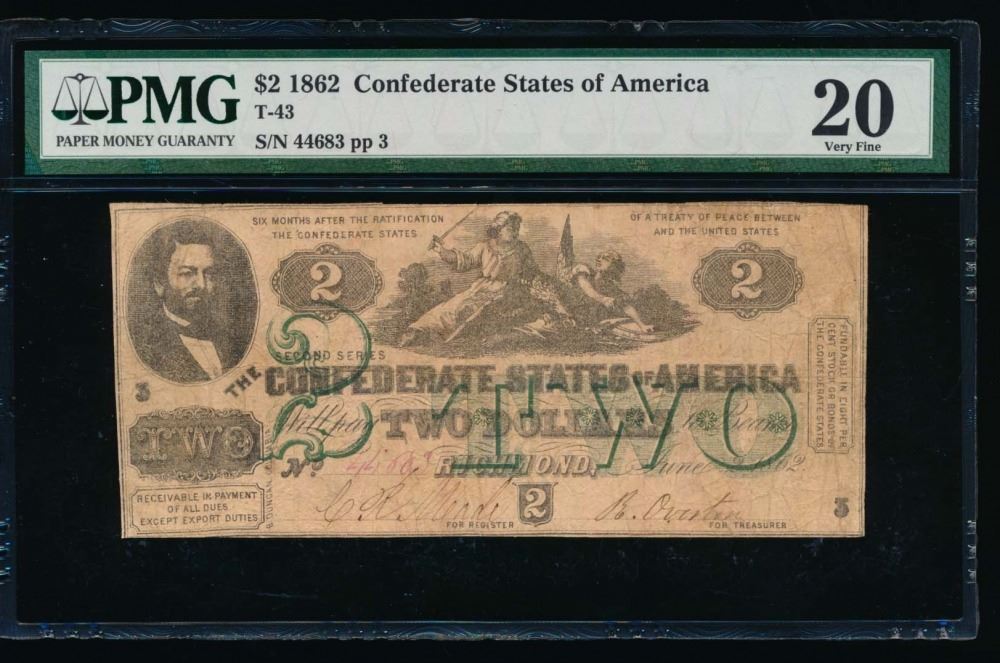 PMG
PAPER MONEY GUARANTY
$2 1862 Confederate States of America
T-43
S/N 44683 pp 3
20
Very Fine
SIX MONTHS AFTER THE RATIFICATION
OF A TREATY OF PEACE BETWEEN
THE CONFEDERATE STATES
AND THE UNITED STATES
2
2
SECOND SERIES
THE CONFEDERATE STATES OF AMERICA
Will pay TWO DOLLARS to Bearer
2 TWO
3
TWO
No 44683 RICHMOND, June 1862
FUNDABLE IN EIGHT PER
CENT STOCK OR BONDS OF
THE CONFEDERATE STATES
RECEIVABLE IN PAYMENT
OF ALL DUES
EXCEPT EXPORT DUTIES
B. DUNCAN
2
FOR REGISTER
FOR TREASURER
3